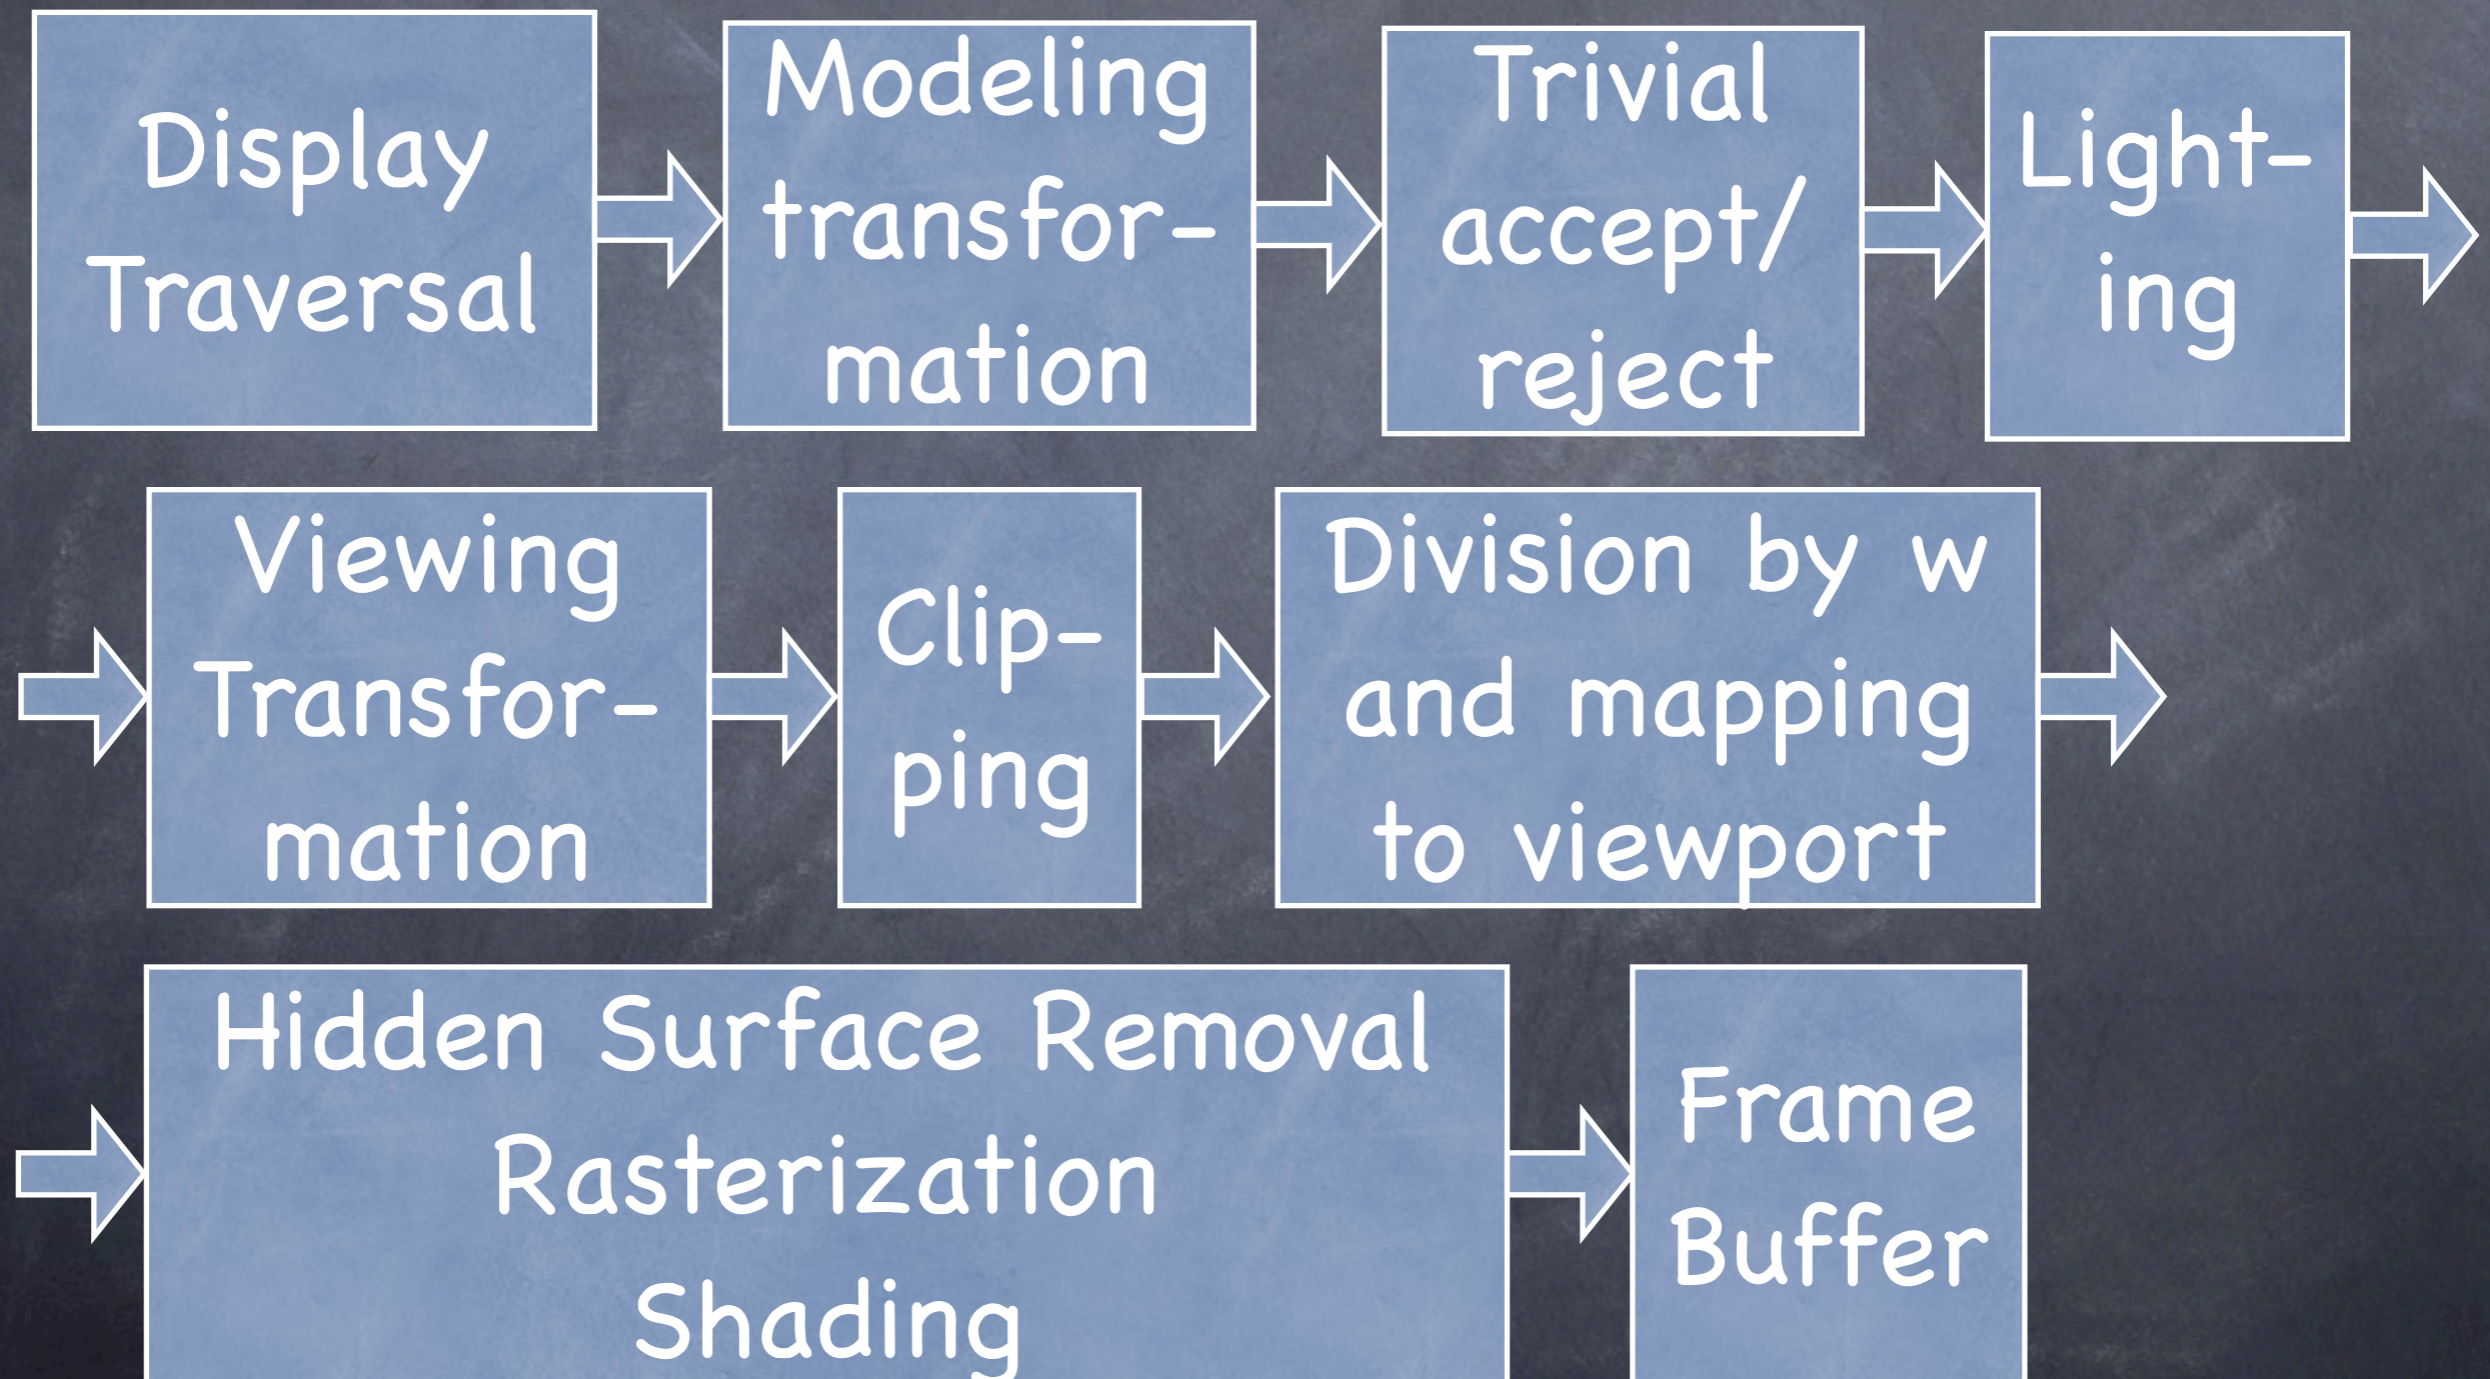 Display
Traversal
Modeling
transfor-
mation
Trivial
accept/
reject
Light-
ing
Viewing
Transfor-
mation
Clip-
ping
Division by w
and mapping
to viewport
Hidden Surface Removal
Rasterization
Shading
Frame
Buffer